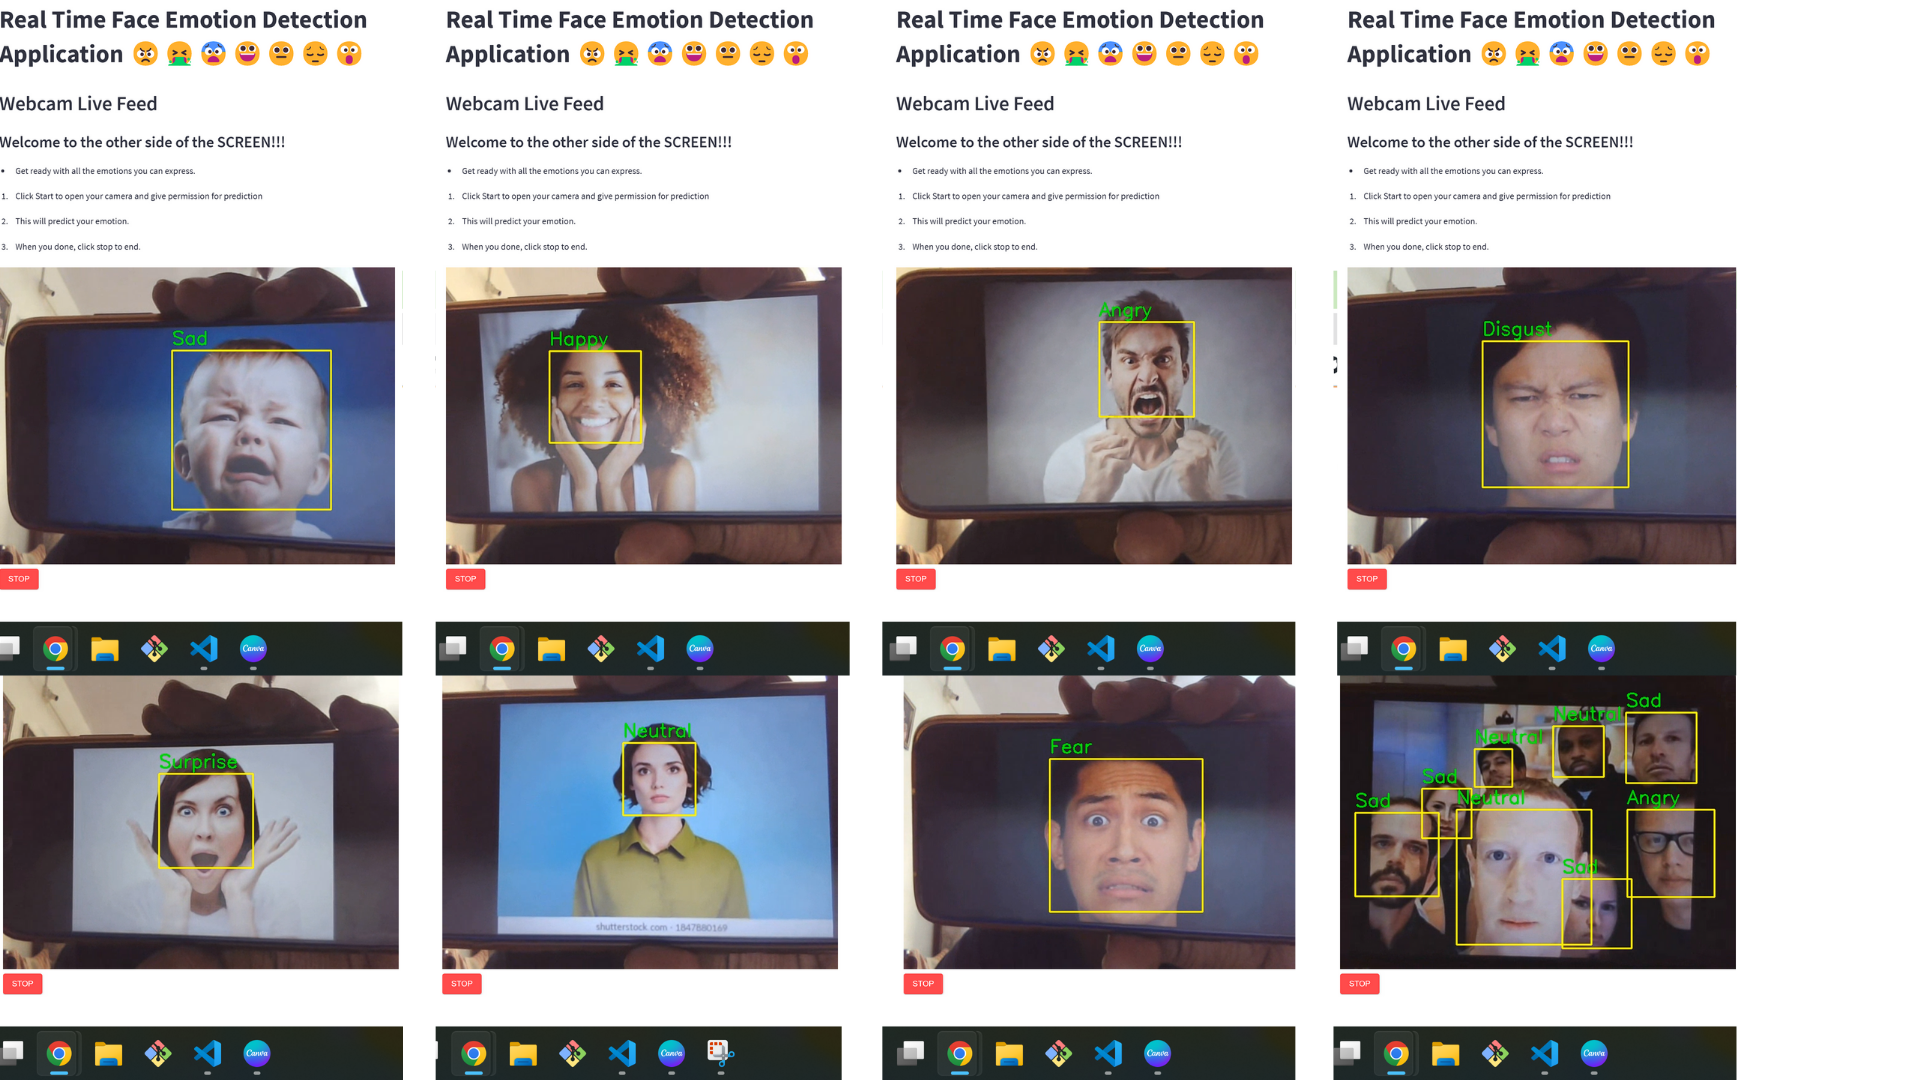 Real Time Face Emotion Detection
Application 😠 🤮 😨 😀 😐 😔 😲
Webcam Live Feed
Welcome to the other side of the SCREEN!!!
• Get ready with all the emotions you can express.
1. Click Start to open your camera and give permission for prediction
2. This will predict your emotion.
3. When you done, click stop to end.
Sad
STOP
Real Time Face Emotion Detection
Application 😠 🤮 😨 😀 😐 😔 😲
Webcam Live Feed
Welcome to the other side of the SCREEN!!!
• Get ready with all the emotions you can express.
1. Click Start to open your camera and give permission for prediction
2. This will predict your emotion.
3. When you done, click stop to end.
Happy
STOP
Real Time Face Emotion Detection
Application 😠 🤮 😨 😀 😐 😔 😲
Webcam Live Feed
Welcome to the other side of the SCREEN!!!
• Get ready with all the emotions you can express.
1. Click Start to open your camera and give permission for prediction
2. This will predict your emotion.
3. When you done, click stop to end.
Angry
STOP
Real Time Face Emotion Detection
Application 😠 🤮 😨 😀 😐 😔 😲
Webcam Live Feed
Welcome to the other side of the SCREEN!!!
• Get ready with all the emotions you can express.
1. Click Start to open your camera and give permission for prediction
2. This will predict your emotion.
3. When you done, click stop to end.
Disgust
STOP
Canva
Canva
Canva
Canva
Surprise
STOP
Neutral
shutterstock.com · 1847880169
STOP
Fear
STOP
Sad
Neutral
Neutral
Sad
Sad
Neutral
Angry
Sad
STOP
Canva
Canva
Canva
Canva